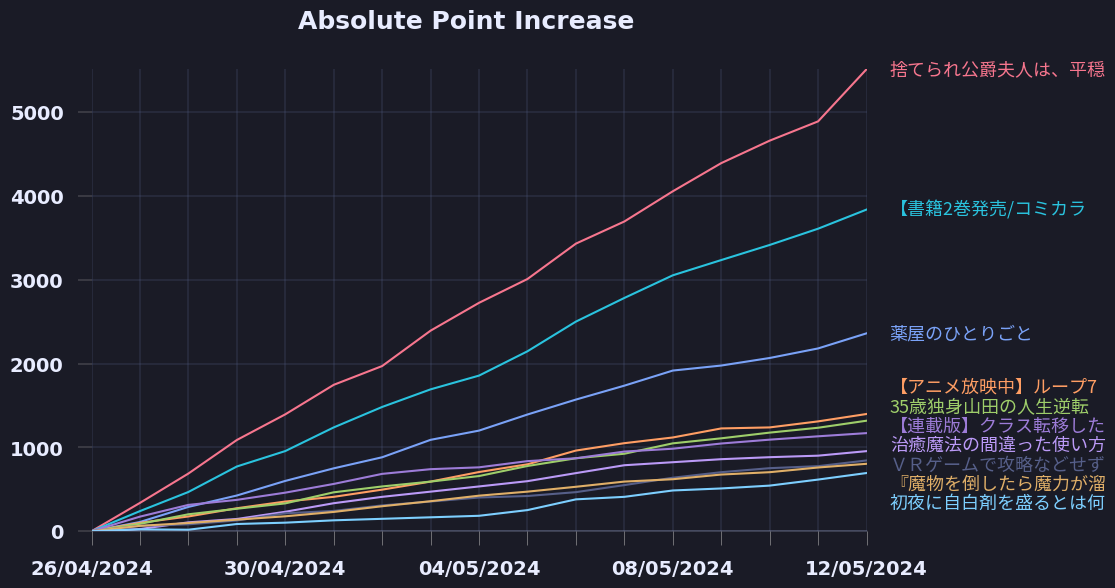 Absolute Point Increase
5000
4000
3000
2000
1000
0
26/04/2024
30/04/2024
04/05/2024
08/05/2024
12/05/2024
捨てられ公爵夫人は、平穏
【書籍2巻発売/コミカラ
薬屋のひとりごと
【アニメ放映中】ループ7
35歳独身山田の人生逆転
【連載版】クラス転移した
治癒魔法の間違った使い方
ＶＲゲームで攻略などせず
『魔物を倒したら魔力が溜
初夜に自白剤を盛るとは何